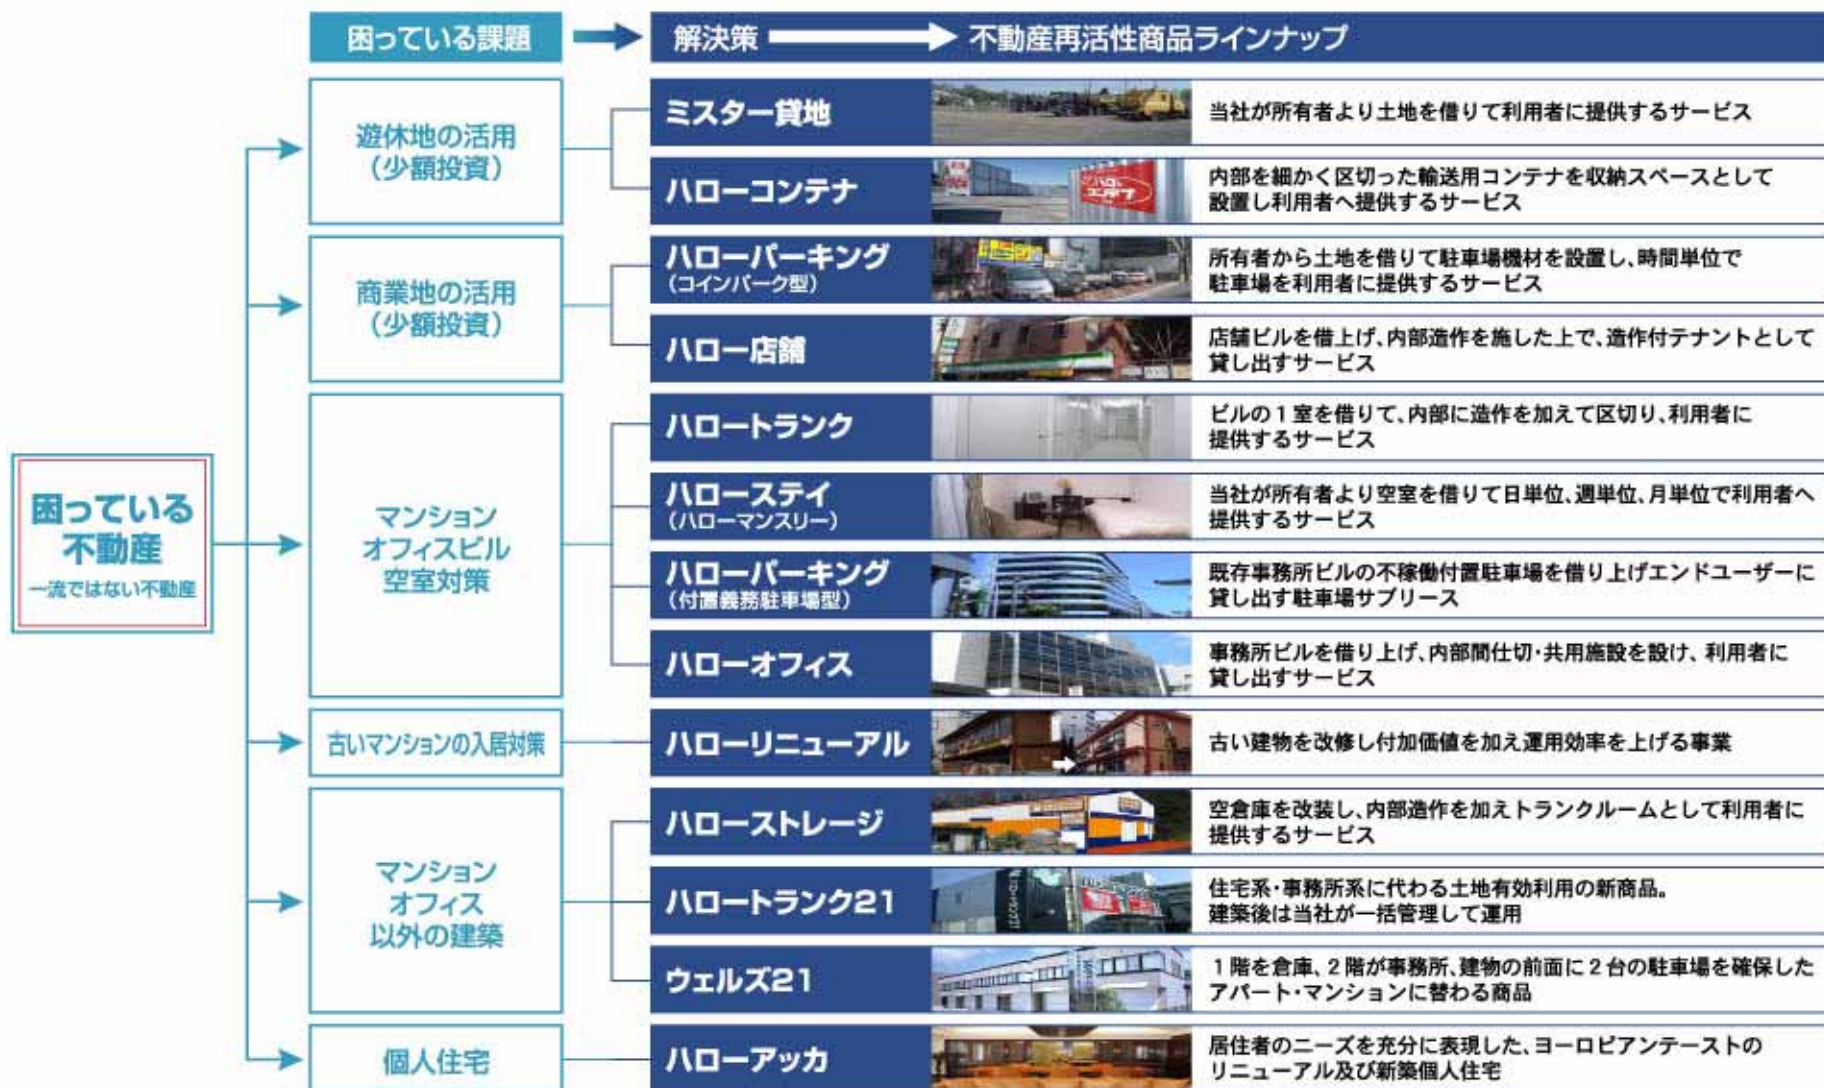 困っている課題
解決策
不動産再活性商品ラインナップ
困っている
不動産
一流ではない不動産
遊休地の活用
(少額投資)
ミスター貸地
当社が所有者より土地を借りて利用者に提供するサービス
ハローコンテナ
内部を細かく区切った輸送用コンテナを収納スペースとして
設置し利用者へ提供するサービス
商業地の活用
(少額投資)
ハローパーキング
(コインパーク型)
所有者から土地を借りて駐車場機材を設置し、時間単位で
駐車場を利用者に提供するサービス
ハロー店舗
店舗ビルを借上げ、内部造作を施した上で、造作付テナントとして
貸し出すサービス
マンション
オフィスビル
空室対策
ハロートランク
ビルの1室を借りて、内部に造作を加えて区切り、利用者に
提供するサービス
ハローステイ
(ハローマンスリー)
当社が所有者より空室を借りて日単位、週単位、月単位で利用者へ
提供するサービス
ハローパーキング
(付置義務駐車場型)
既存事務所ビルの不稼働付置駐車場を借り上げエンドユーザーに
貸し出す駐車場サブリース
ハローオフィス
事務所ビルを借り上げ、内部間仕切・共用施設を設け、利用者に
貸し出すサービス
古いマンションの入居対策
ハローリニューアル
古い建物を改修し付加価値を加え運用効率を上げる事業
マンション
オフィス
以外の建築
ハローストレージ
空倉庫を改装し、内部造作を加えトランクルームとして利用者に
提供するサービス
ハロートランク21
住宅系・事務所系に代わる土地有効利用の新商品。
建築後は当社が一括管理して運用
ウェルズ21
1階を倉庫、2階が事務所、建物の前面に2台の駐車場を確保した
アパート・マンションに替わる商品
個人住宅
ハローアッカ
居住者のニーズを充分に表現した、ヨーロピアンテーストの
リニューアル及び新築個人住宅